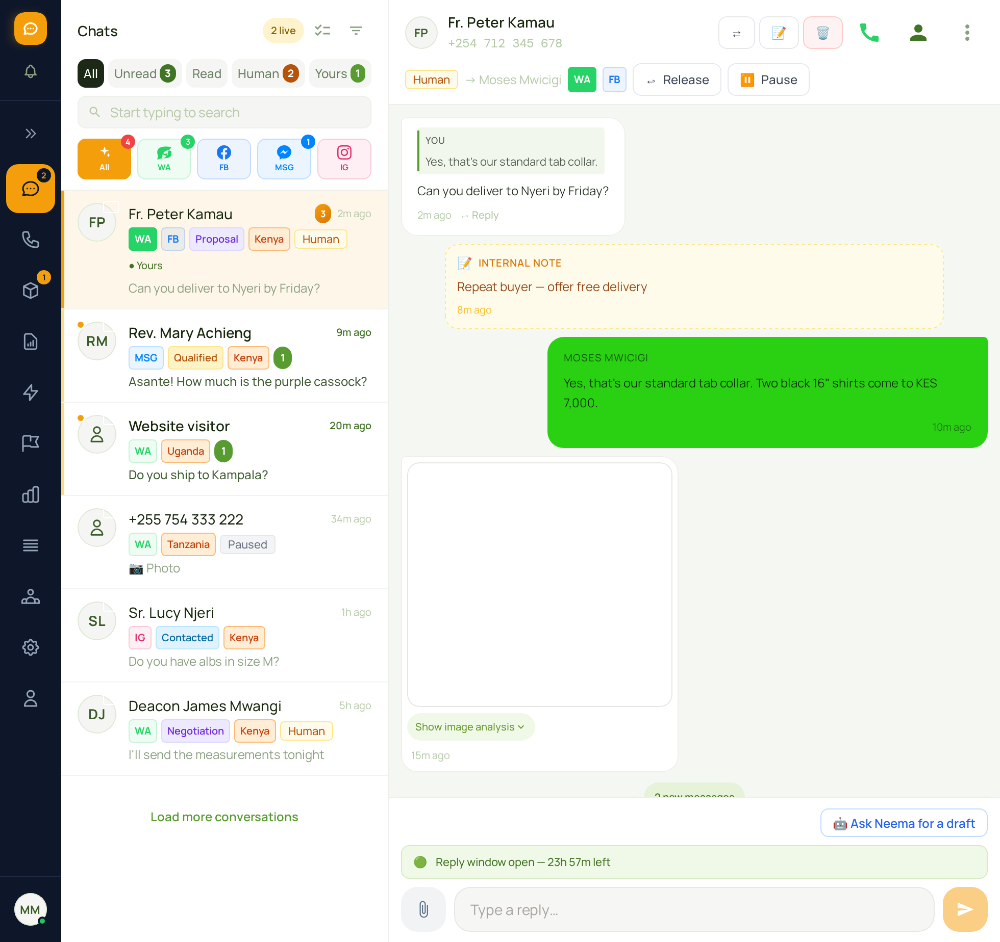 Chats
2 live
All
Unread 3
Read
Human 2
Yours 1
Start typing to search
4
All
3
WA
FB
1
MSG
IG
2
1
FP
Fr. Peter Kamau
3
2m ago
WA
FB
Proposal
Kenya
Human
• Yours
Can you deliver to Nyeri by Friday?
RM
Rev. Mary Achieng
9m ago
MSG
Qualified
Kenya
1
Asante! How much is the purple cassock?
Website visitor
20m ago
WA
Uganda
1
Do you ship to Kampala?
+255 754 333 222
34m ago
WA
Tanzania
Paused
Photo
SL
Sr. Lucy Njeri
1h ago
IG
Contacted
Kenya
Do you have albs in size M?
DJ
Deacon James Mwangi
5h ago
WA
Negotiation
Kenya
Human
I'll send the measurements tonight
Load more conversations
MM
FP
Fr. Peter Kamau
+254 712 345 678
Human
→ Moses Mwicigi
WA
FB
Release
Pause
YOU
Yes, that's our standard tab collar.
Can you deliver to Nyeri by Friday?
2m ago
Reply
INTERNAL NOTE
Repeat buyer — offer free delivery
8m ago
MOSES MWICIGI
Yes, that's our standard tab collar. Two black 16" shirts come to KES
7,000.
10m ago
Show image analysis
15m ago
2 new messages
Ask Neema for a draft
Reply window open — 23h 57m left
Type a reply…